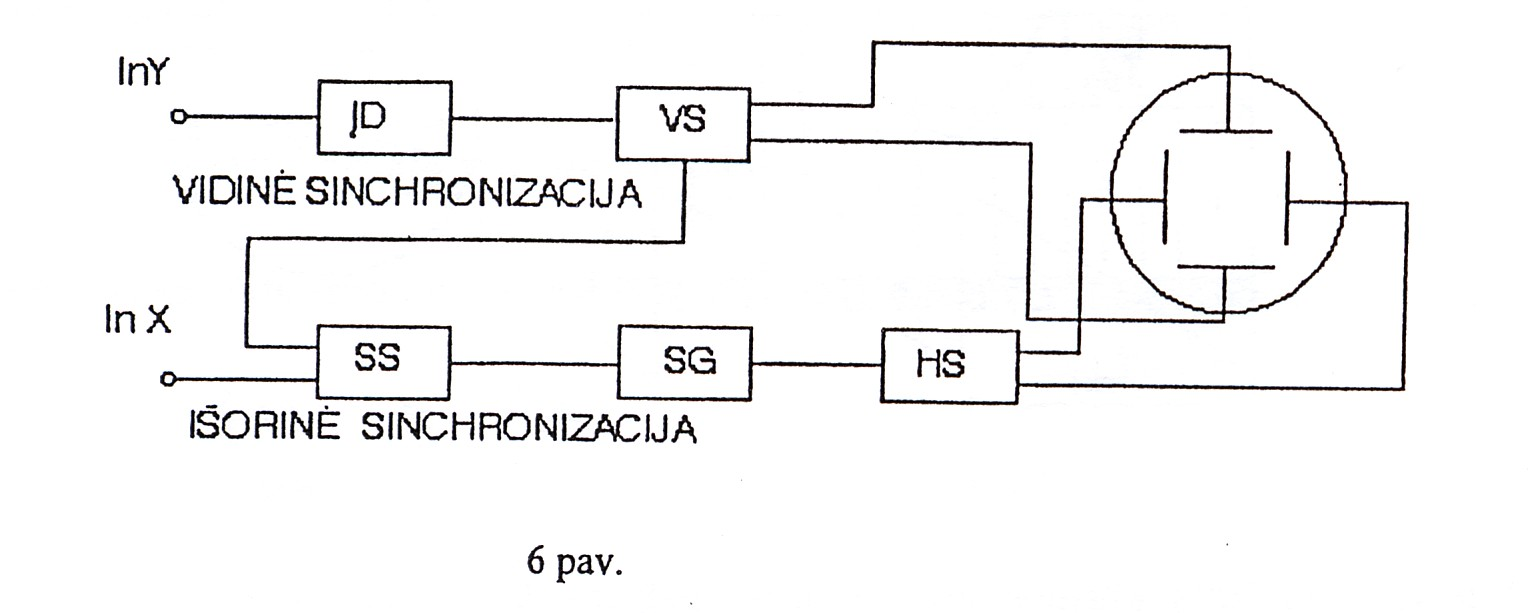 InY
ĮD
VS
VIDINĖ SINCHRONIZACIJA
In X
SS
SG
HS
IŠORINĖ SINCHRONIZACIJA
6 pav.